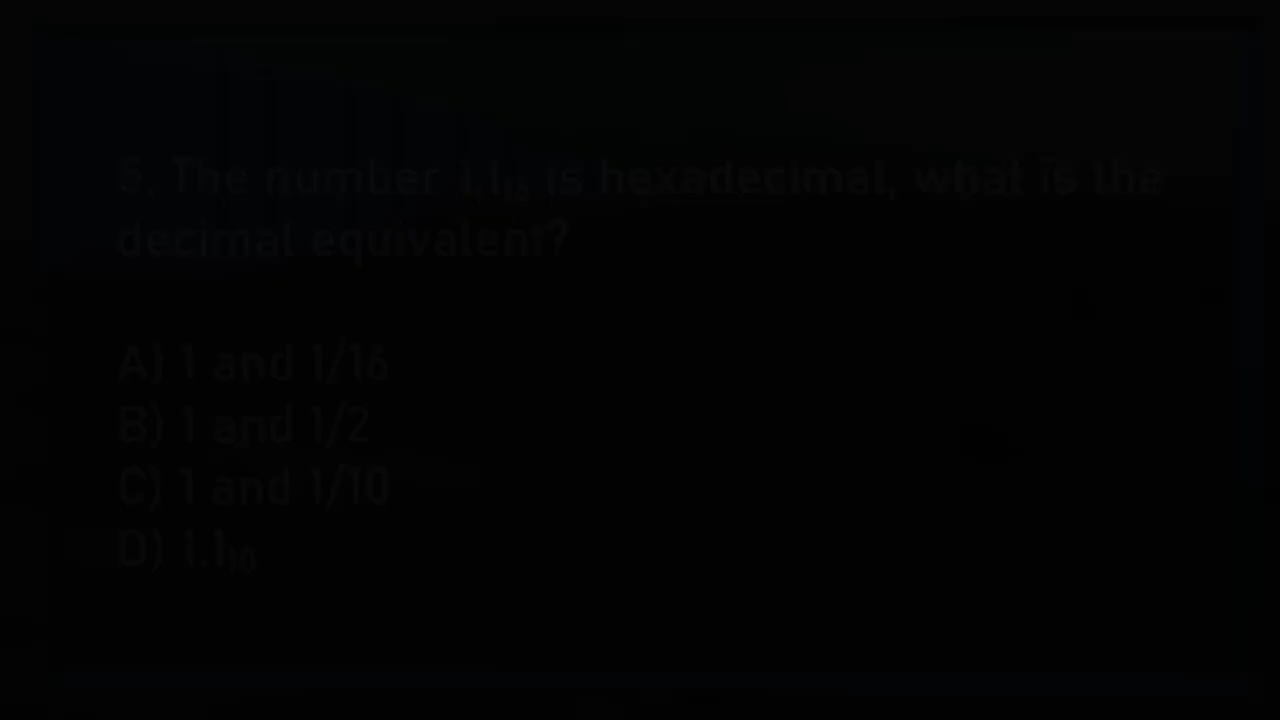 5. The number 1.1₁₆ is hexadecimal, what is the
decimal equivalent?
A) 1 and 1/16
B) 1 and 1/2
C) 1 and 1/10
D) 1.1₁₀